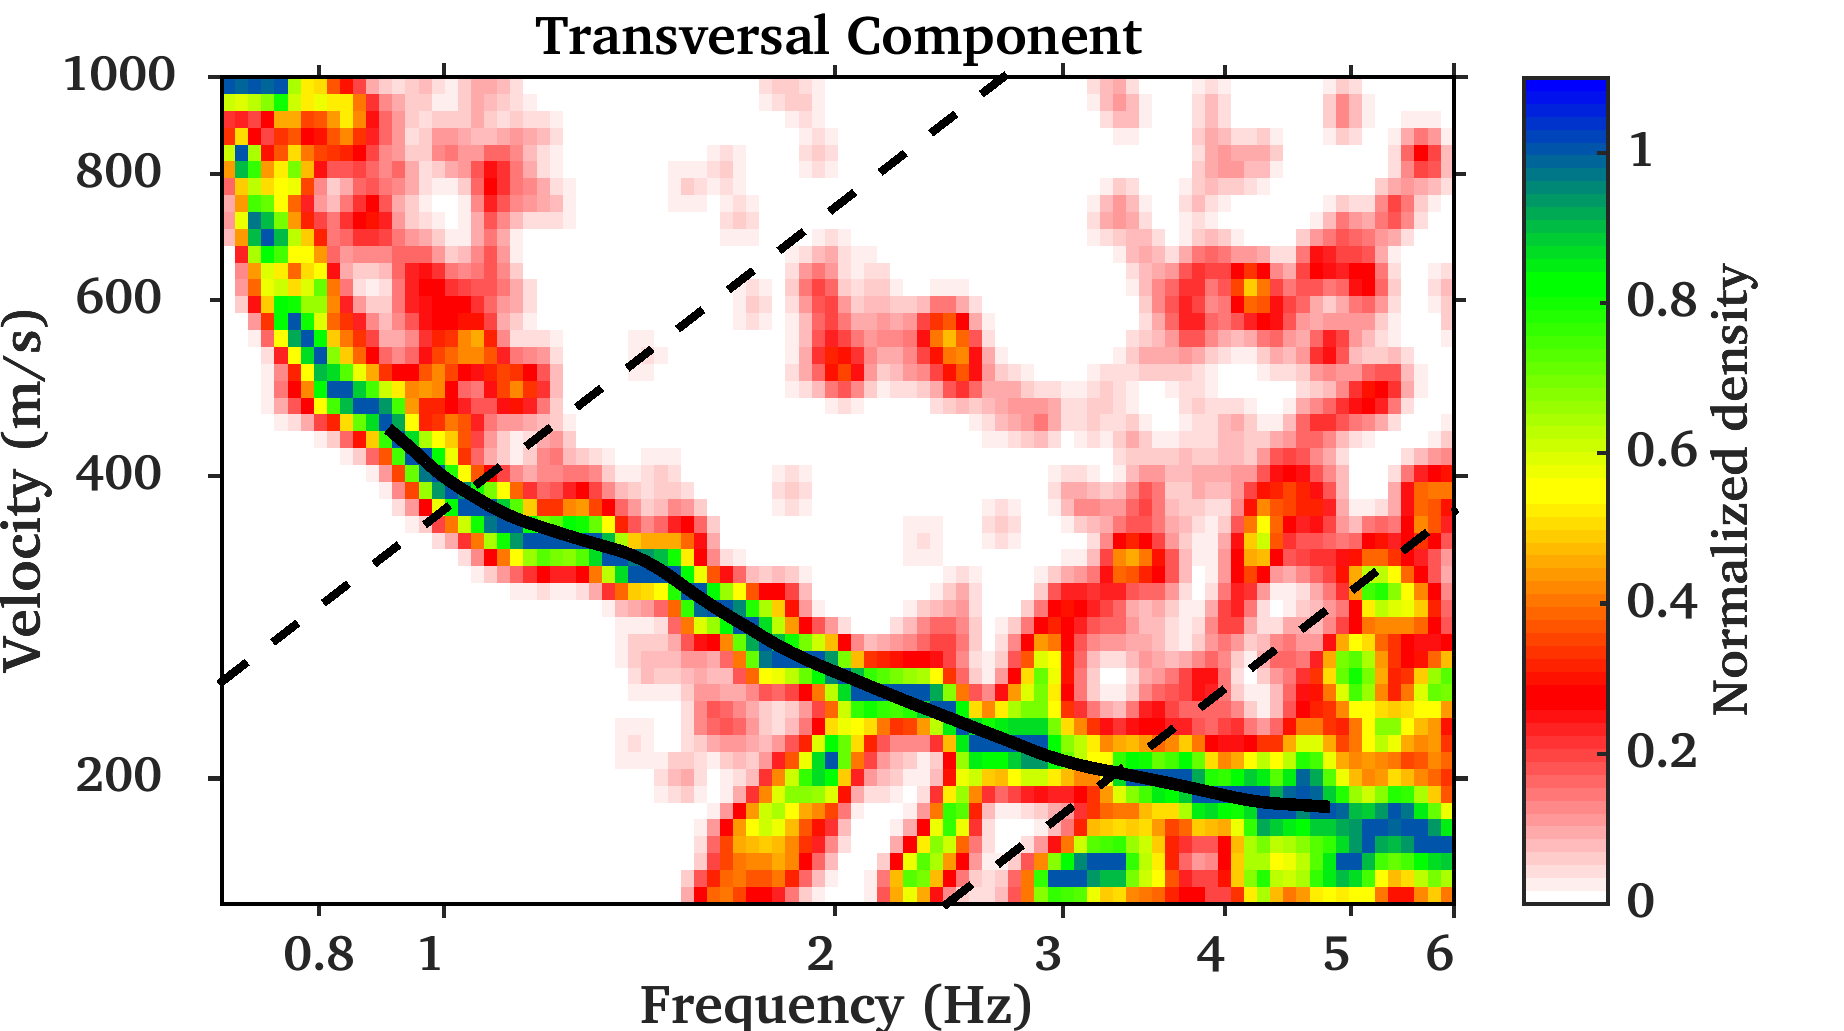 Transversal Component
1000
800
600
400
200
Velocity (m/s)
0.8 1 2 3 4 5 6
Frequency (Hz)
1
0.8
0.6
0.4
0.2
0
Normalized density